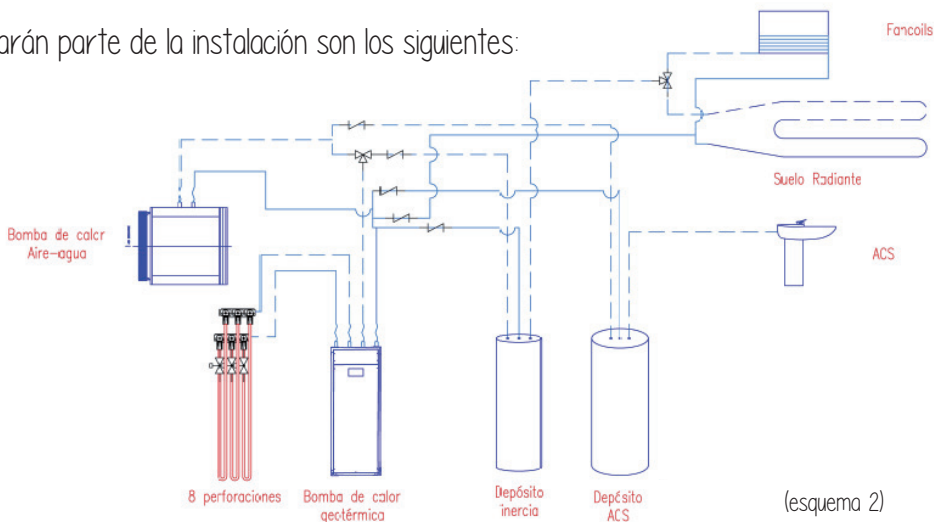 arán parte de la instalación son los siguientes:
Fancoils
Suelo Radiante
Bomba de calcr
Aire-agua
ACS
8 perforaciones
Bomba de calor
geotérmica
Depósito
inercia
Depósito
ACS
(esquema 2)